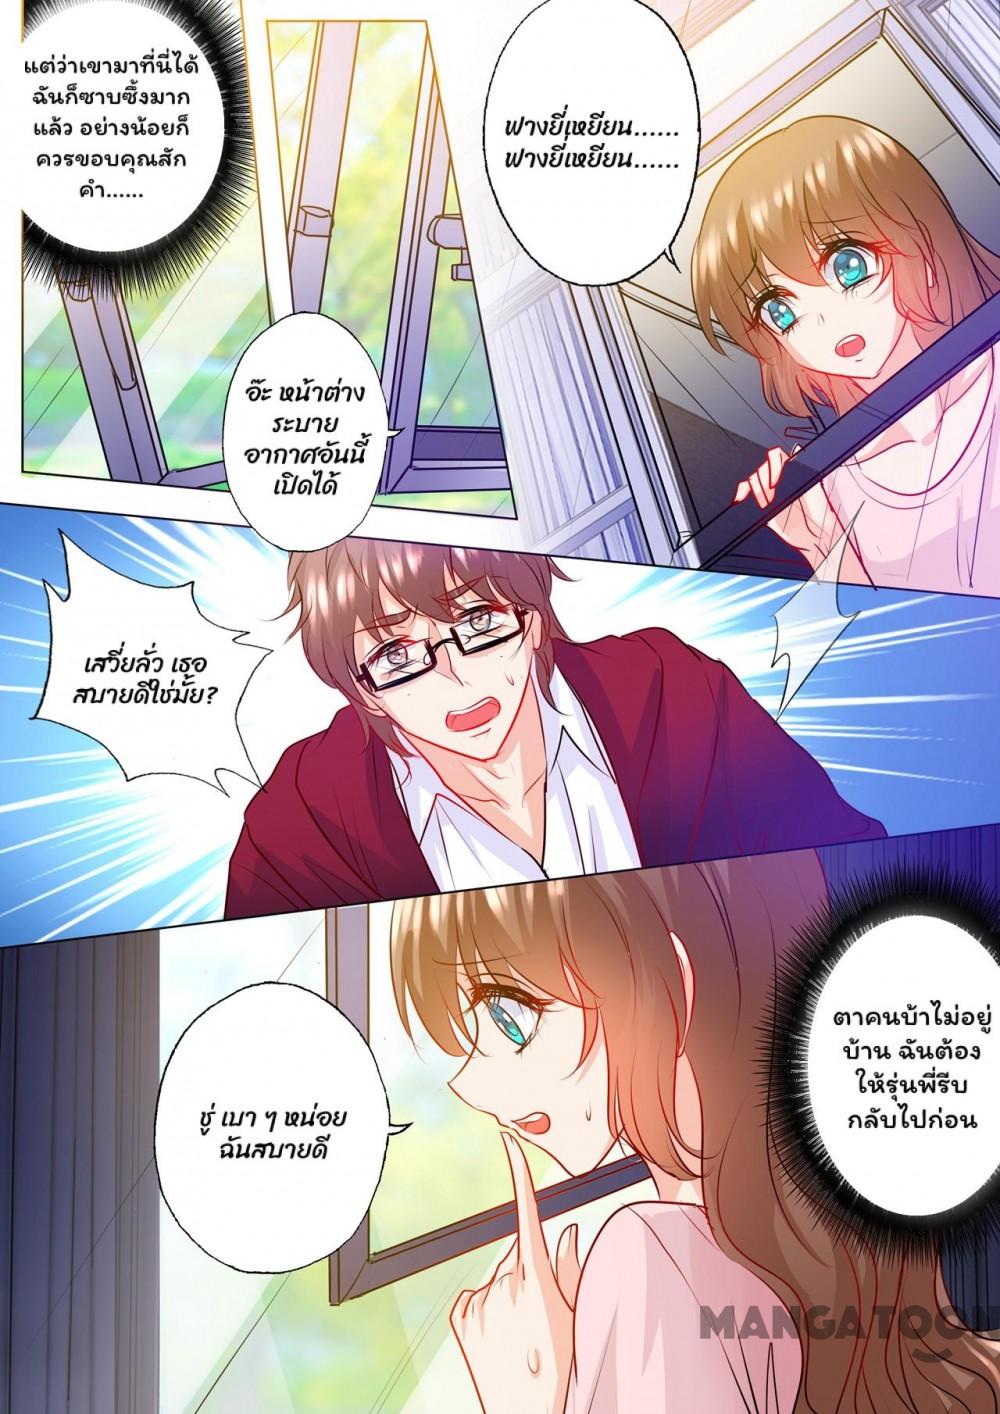 แต่ว่าเขามาที่นี่ได้
ฉันก็ซาบซึ้งมาก
แล้ว อย่างน้อยก็
ควรขอบคุณสัก
คำ......
อ๊ะ หน้าต่าง
ระบาย
อากาศอันนี้
เปิดได้
ฟางยี่เหยียน......
ฟางยี่เหยียน......
เสวี่ยลั่ว เธอ
สบายดีใช่มั้ย?
ตาคนบ้าไม่อยู่
บ้าน ฉันต้อง
ให้รุ่นพี่รีบ
กลับไปก่อน
ชู่ เบา ๆ หน่อย
ฉันสบายดี
MANGATOON